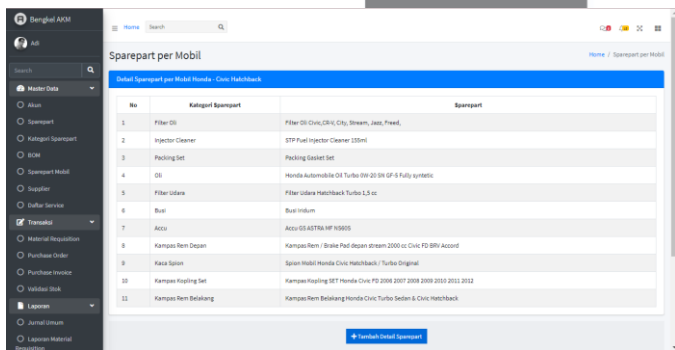 Bengkel AKM
Adi
Search
Master Data
Akun
Sparepart
Kategori Sparepart
BOM
Sparepart Mobil
Supplier
Daftar Service
Transaksi
Material Requisition
Purchase Order
Purchase Invoice
Validasi Stok
Laporan
Jurnal Umum
Laporan Material
Requisition
Home Search
Sparepart per Mobil
Home / Sparepart per Mobil
Detail Sparepart per Mobil Honda - Civic Hatchback
No Kategori Sparepart Sparepart
1 Filter Oli Filter Oli Civic,CRV, City, Stream, Jazz, Freed,
2 Injector Cleaner STP Fuel Injector Cleaner 155ml
3 Packing Set Packing Gasket Set
4 Oli Honda Automobile Oil Turbo 0W-20 SN GF-5 Fully syntetic
5 Filter Udara Filter Udara Hatchback Turbo 1,5 cc
6 Busi Busi Iridum
7 Accu Accu GS ASTRA MF NS60S
8 Kampas Rem Depan Kampas Rem / Brake Pad depan stream 2000 cc Civic FD BRV Accord
9 Kaca Spion Spion Mobil Honda Civic Hatchback / Turbo Original
10 Kampas Kopling Set Kampas Kopling SET Honda Civic FD 2006 2007 2008 2009 2010 2011 2012
11 Kampas Rem Belakang Kampas Rem Belakang Honda Civic Turbo Sedan & Civic Hatchback
+ Tambah Detail Sparepart